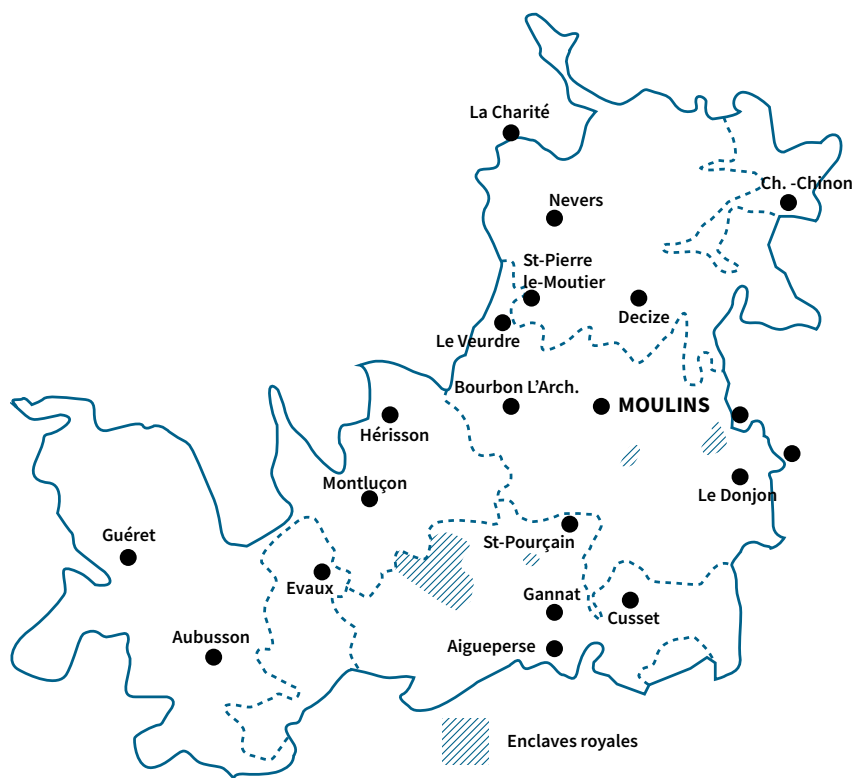 La Charité
Ch. -Chinon
Nevers
St-Pierre
le-Moutier
Decize
Le Veurdre
Bourbon L’Arch.
MOULINS
Hérisson
Montluçon
Le Donjon
Guéret
St-Pourçain
Evaux
Gannat
Cusset
Aubusson
Aigueperse
Enclaves royales